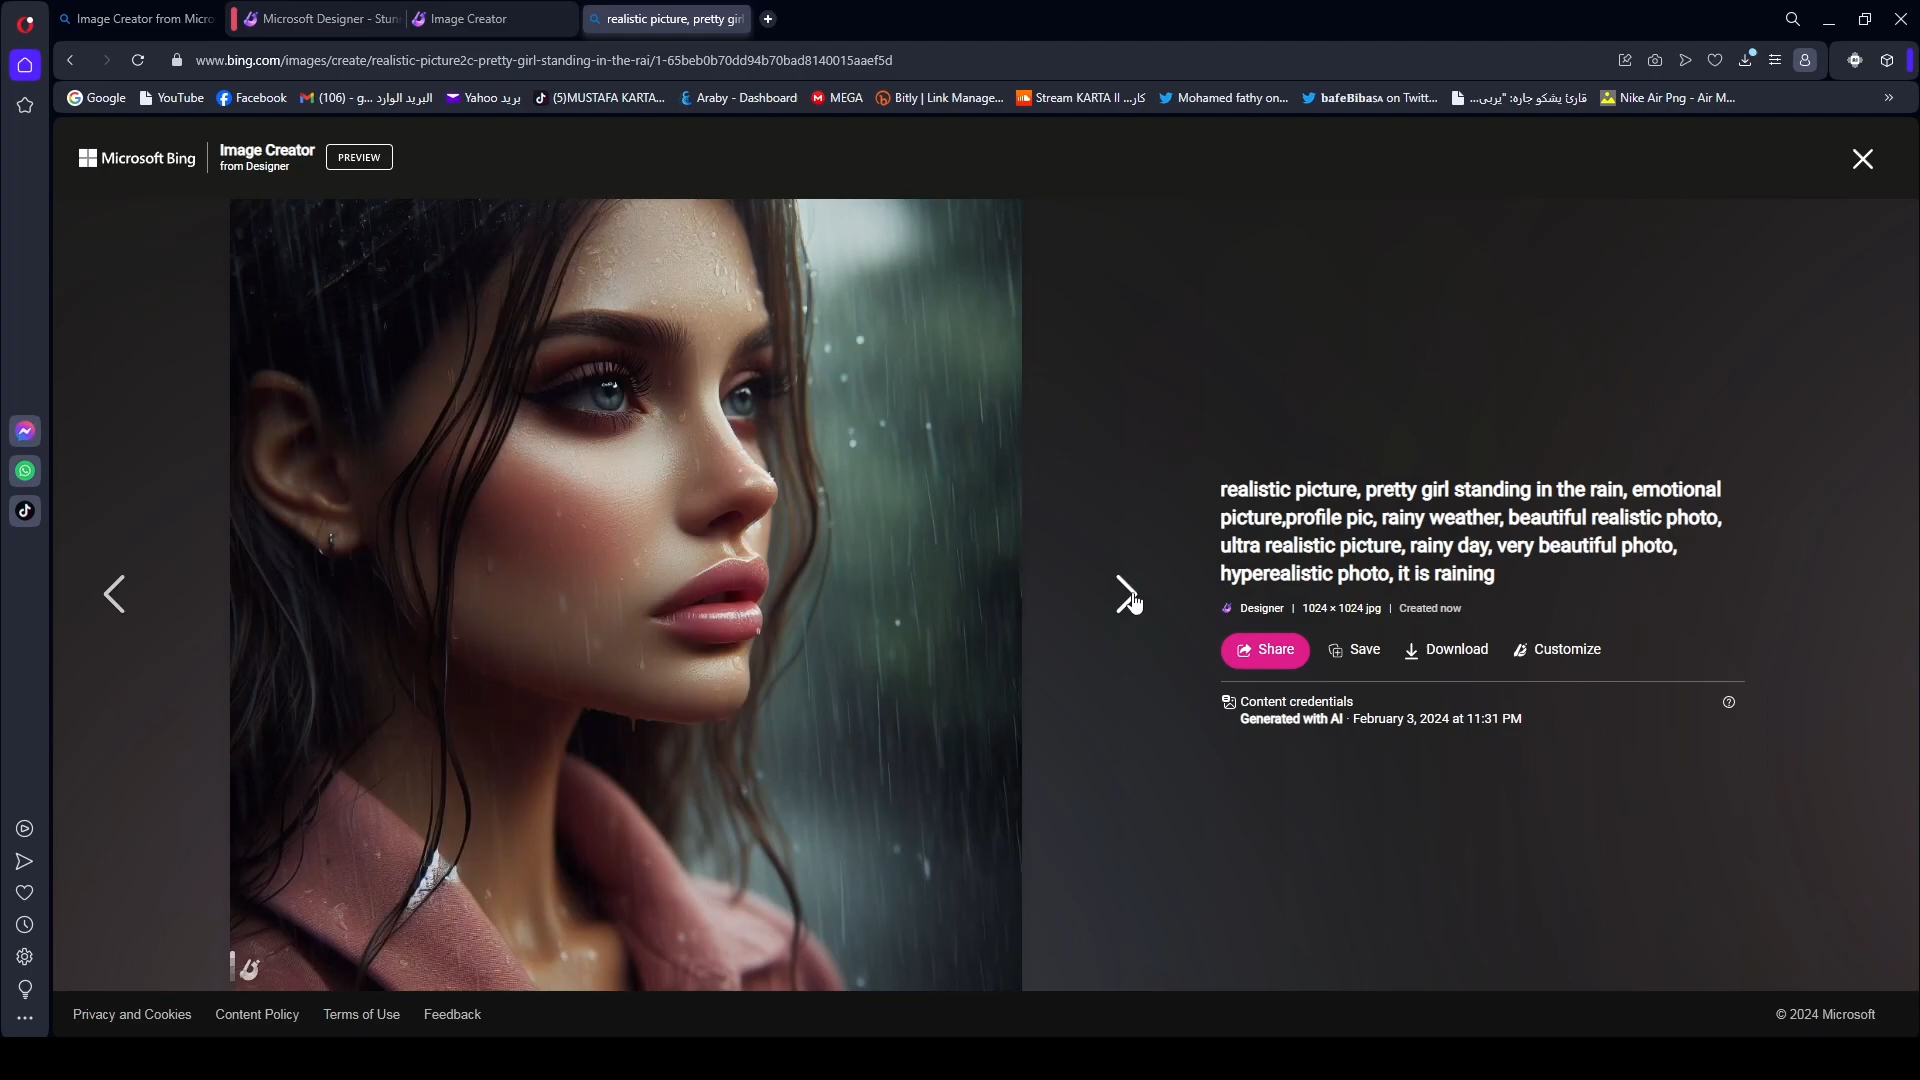 Image Creator from Micro
Microsoft Designer - Stun
Image Creator
realistic picture, pretty girl
www.bing.com/images/create/realistic-picture2c-pretty-girl-standing-in-the-rai/1-65beb0b70dd94b70bad8140015aaef5d
Google
YouTube
Facebook
(106) - g... البريد الوارد
Yahoo بريد
(5)MUSTAFA KARTA...
Araby - Dashboard
MEGA
Bitly | Link Manage...
Stream KARTA II ...كار
Mohamed fathy on...
bafeBibasᴀ on Twitt...
قارئ يشكو جاره: "يربي...
Nike Air Png - Air M...
Microsoft Bing
Image Creator
from Designer
PREVIEW
realistic picture, pretty girl standing in the rain, emotional
picture,profile pic, rainy weather, beautiful realistic photo,
ultra realistic picture, rainy day, very beautiful photo,
hyperealistic photo, it is raining
Designer | 1024 × 1024 jpg | Created now
Share
Save
Download
Customize
Content credentials
Generated with AI · February 3, 2024 at 11:31 PM
Privacy and Cookies
Content Policy
Terms of Use
Feedback
© 2024 Microsoft